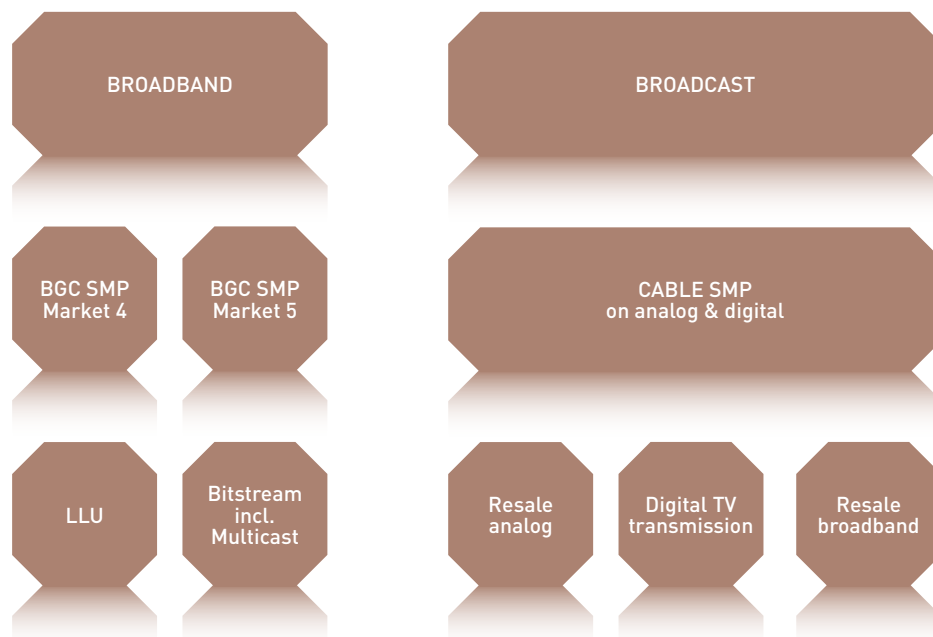 BROADBAND
BROADCAST
BGC SMP
Market 4
BGC SMP
Market 5
CABLE SMP
on analog & digital
LLU
Bitstream
incl.
Multicast
Resale
analog
Digital TV
transmission
Resale
broadband